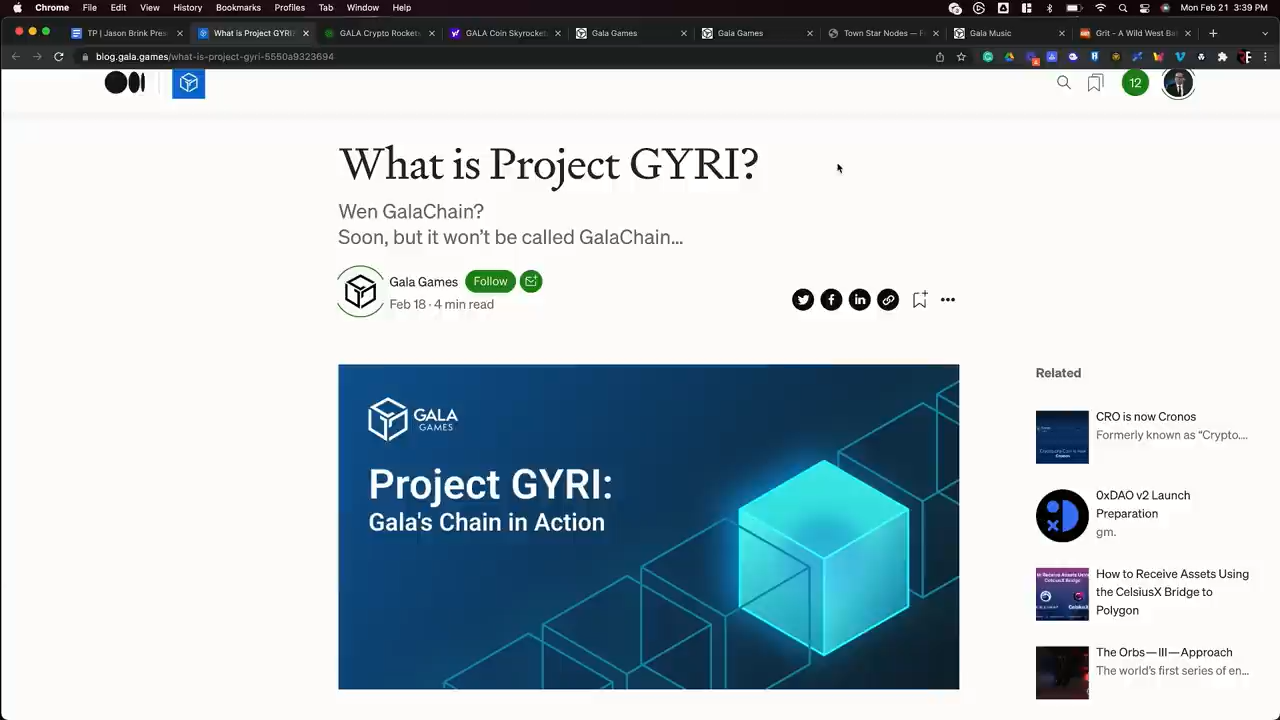 Chrome File Edit View History Bookmarks Profiles Tab Window Help
Mon Feb 21 3:39 PM
TP | Jason Brink Pres
What is Project GYRI
GALA Crypto Rockets
GALA Coin Skyrocket
Gala Games
Gala Games
Town Star Nodes — F
Gala Music
Grit – A Wild West Bat
blog.gala.games/what-is-project-gyri-5550a9323694
12
What is Project GYRI?
Wen GalaChain?
Soon, but it won’t be called GalaChain…
Gala Games Follow
Feb 18 · 4 min read
GALA
GAMES
Project GYRI:
Gala's Chain in Action
Related
CRO is now Cronos
Formerly known as “Crypto.…
0xDAO v2 Launch
Preparation
gm.
How to Receive Assets Using
the CelsiusX Bridge to
Polygon
The Orbs — III — Approach
The world’s first series of en…